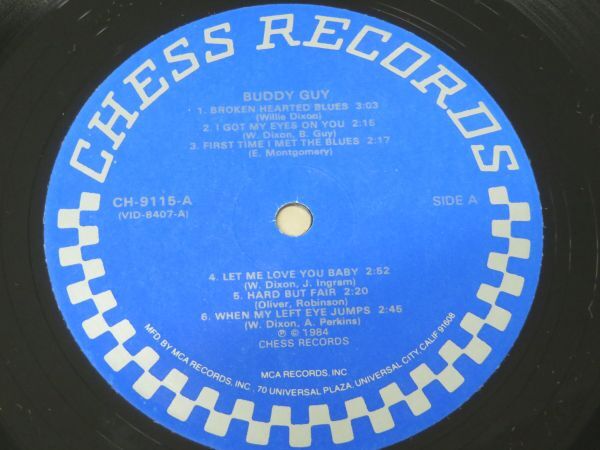 CHESS RECORDS
BUDDY GUY
1. BROKEN HEARTED BLUES 3:03
(Willie Dixon)
2. I GOT MY EYES ON YOU 2:16
(W. Dixon, B. Guy)
3. FIRST TIME I MET THE BLUES 2:17
(E. Montgomery)
CH-9115-A
(VID-8407-A)
SIDE A
4. LET ME LOVE YOU BABY 2:52
(W. Dixon, J. Ingram)
5. HARD BUT FAIR 2:20
(Oliver, Robinson)
6. WHEN MY LEFT EYE JUMPS 2:45
(W. Dixon, A. Perkins)
℗ © 1984
CHESS RECORDS
MCA RECORDS, INC
MFD. BY MCA RECORDS, INC . 70 UNIVERSAL PLAZA, UNIVERSAL CITY, CALIF. 91608